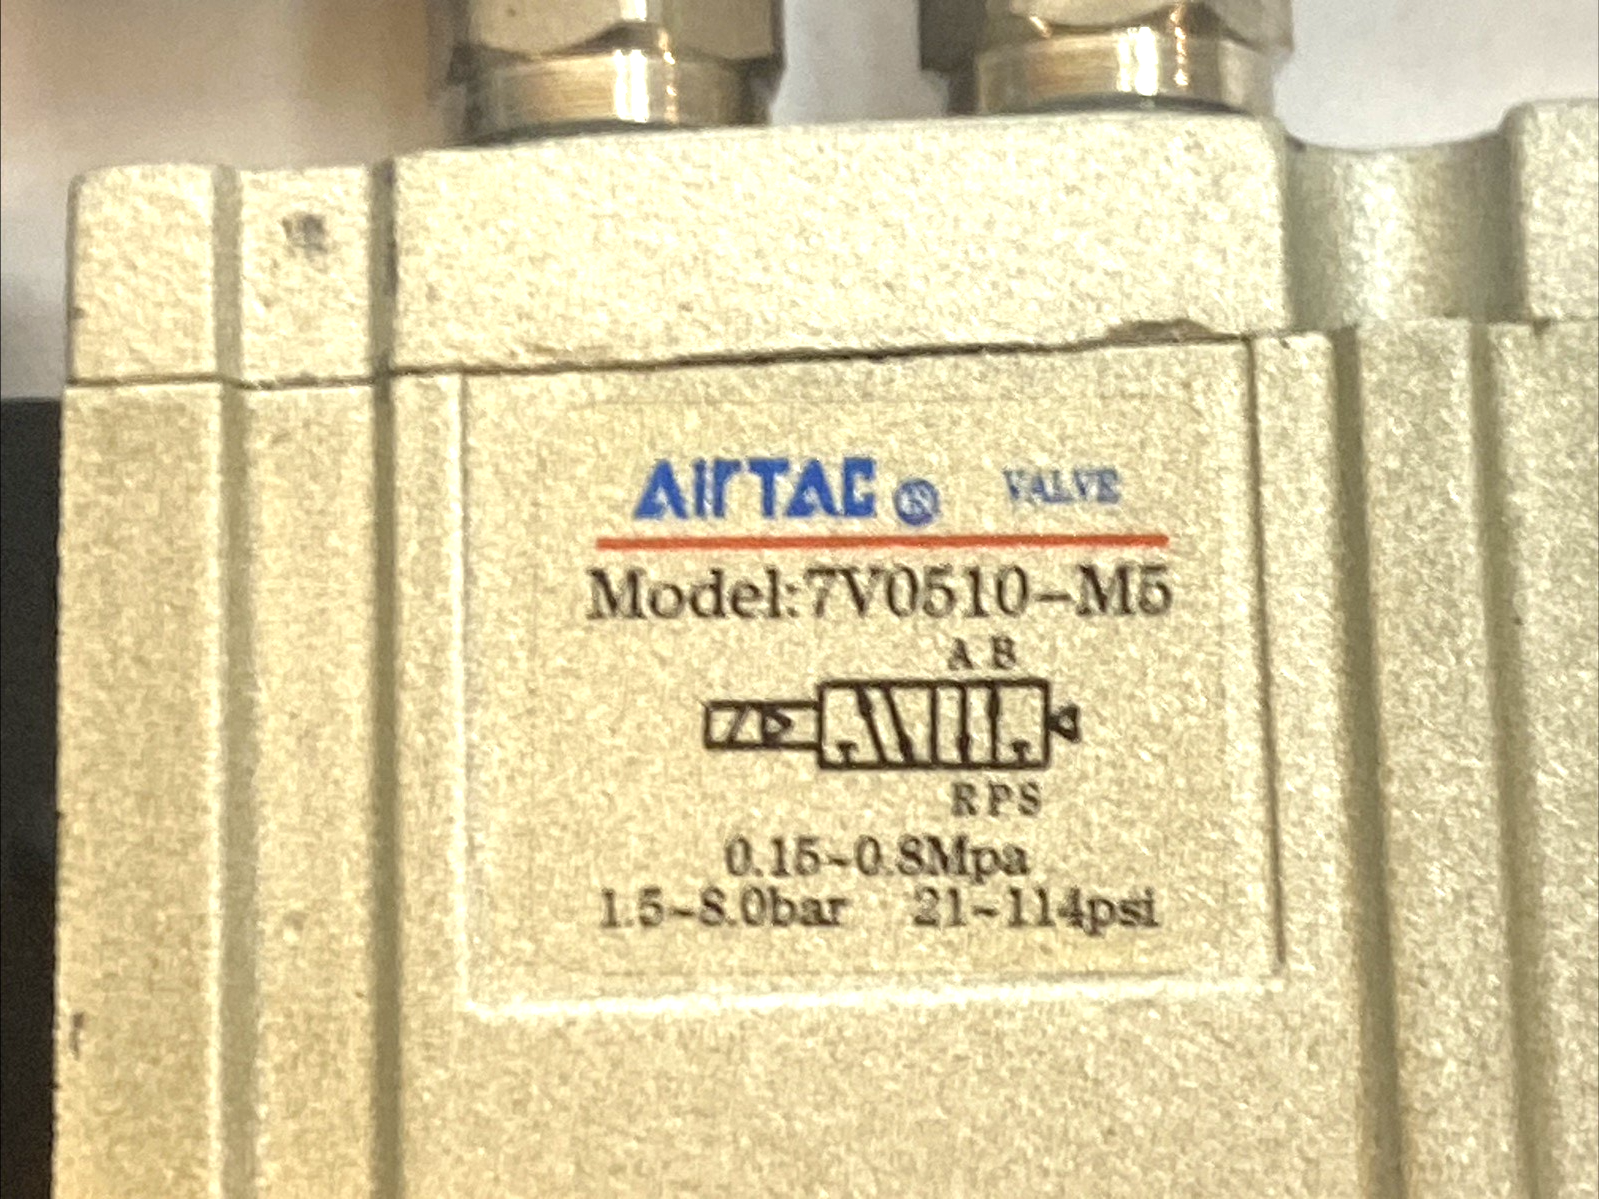 AirTAC ® VALVE
Model:7V0510-M5
A B
R P S
0.15~0.8Mpa
1.5~8.0bar 21~114psi